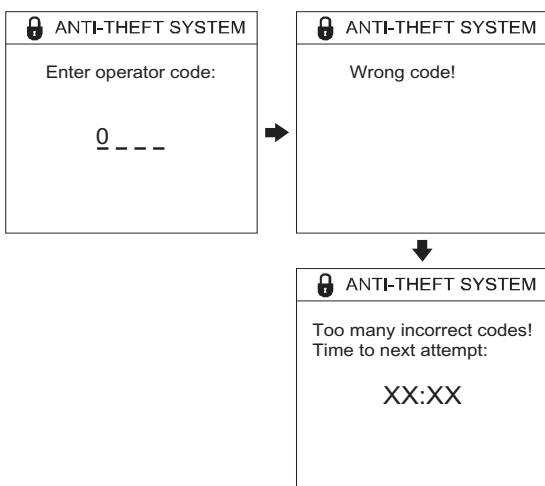 ANTI-THEFT SYSTEM
Enter operator code:
0 _ _ _
ANTI-THEFT SYSTEM
Wrong code!
ANTI-THEFT SYSTEM
Too many incorrect codes!
Time to next attempt:
XX:XX